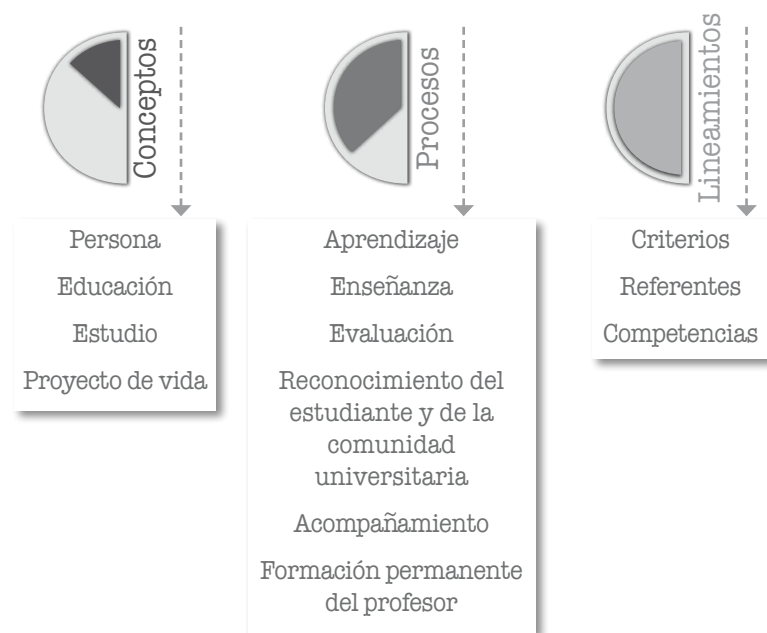 Conceptos
Persona
Educación
Estudio
Proyecto de vida
Procesos
Aprendizaje
Enseñanza
Evaluación
Reconocimiento del
estudiante y de la
comunidad
universitaria
Acompañamiento
Formación permanente
del profesor
Lineamientos
Criterios
Referentes
Competencias